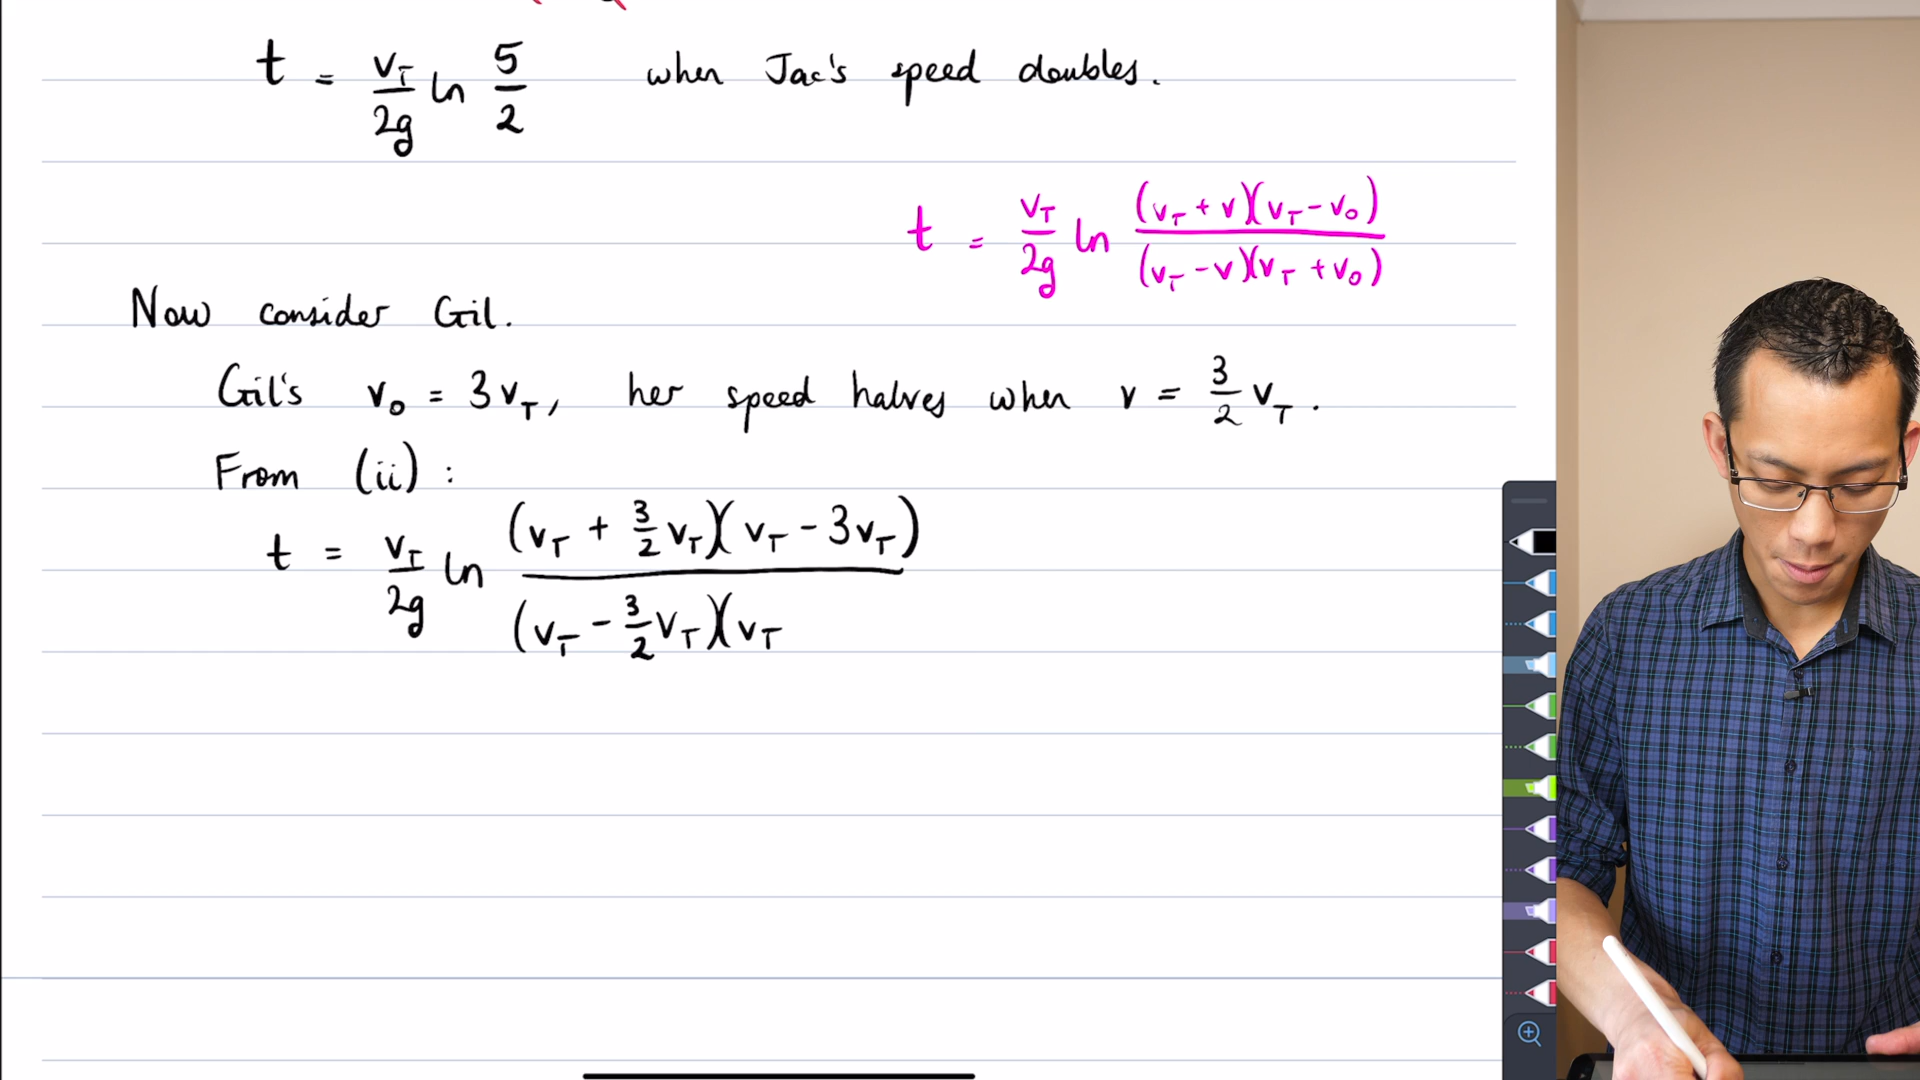 t = v_T/2g ln 5/2 when Jac's speed doubles.
t = v_T/2g ln (v_T + v)(v_T - v_0)/(v_T - v)(v_T + v_0)
Now consider Gil.
Gil's v_0 = 3v_T, her speed halves when v = 3/2 v_T.
From (ii):
t = v_T/2g ln (v_T + 3/2 v_T)(v_T - 3v_T)/(v_T - 3/2 v_T)(v_T